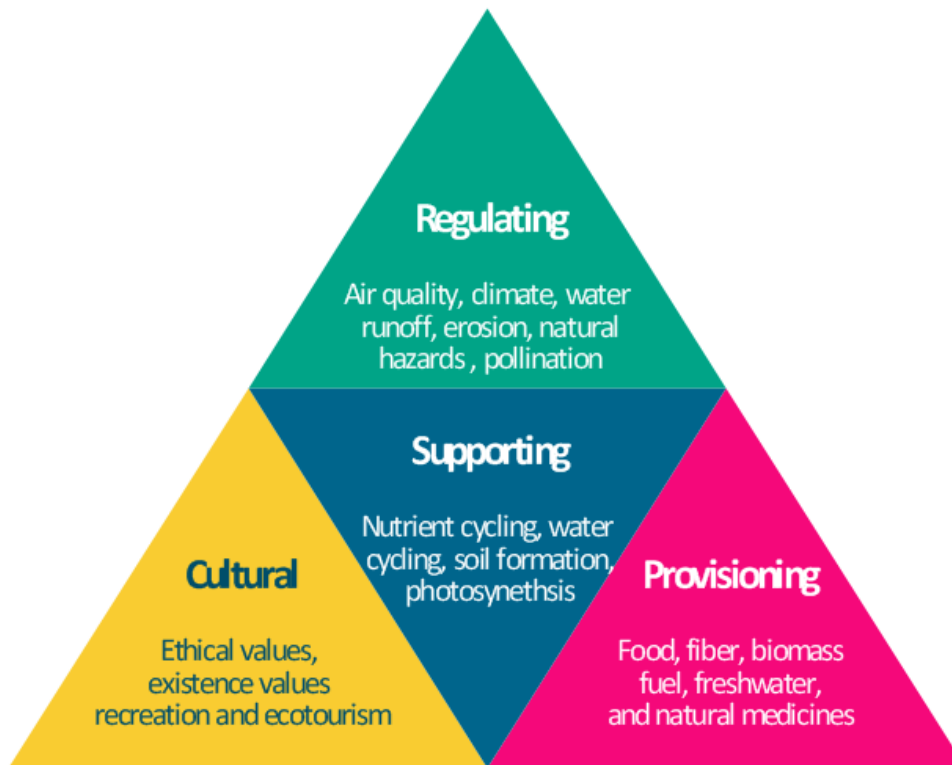 Regulating
Air quality, climate, water
runoff, erosion, natural
hazards , pollination
Supporting
Nutrient cycling, water
cycling, soil formation,
photosynethsis
Cultural
Ethical values,
existence values
recreation and ecotourism
Provisioning
Food, fiber, biomass
fuel, freshwater,
and natural medicines